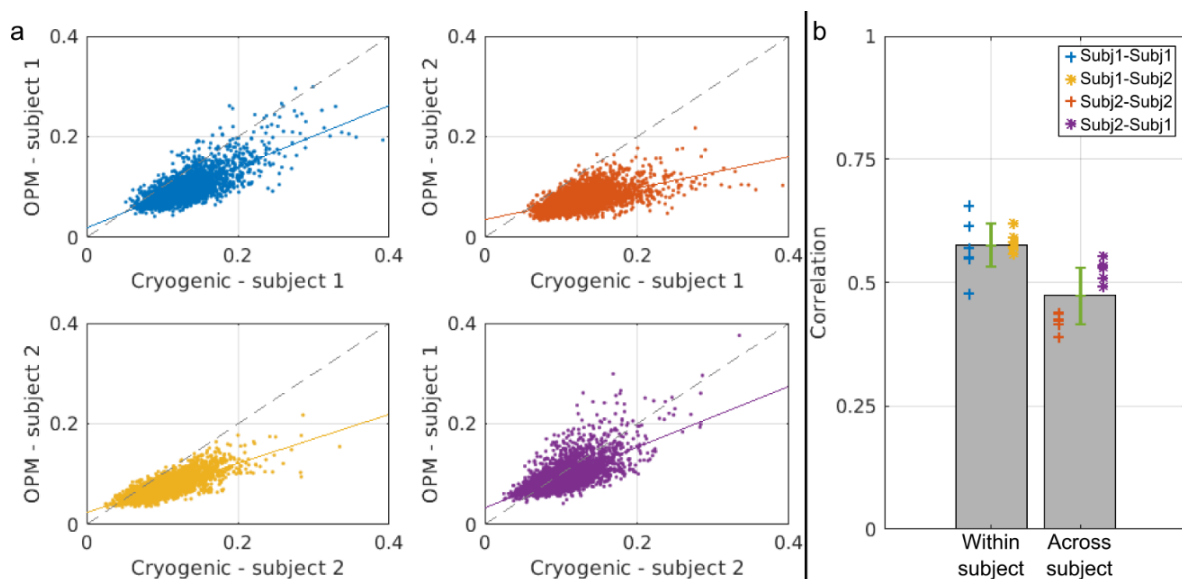 a
0.4
0.2
0
0
0.2
0.4
OPM - subject 1
Cryogenic - subject 1
0.4
0.2
0
0
0.2
0.4
OPM - subject 2
Cryogenic - subject 1
0.4
0.2
0
0
0.2
0.4
OPM - subject 2
Cryogenic - subject 2
0.4
0.2
0
0
0.2
0.4
OPM - subject 1
Cryogenic - subject 2
b
1
0.75
0.5
0.25
0
Correlation
Subj1-Subj1
Subj1-Subj2
Subj2-Subj2
Subj2-Subj1
Within
subject
Across
subject